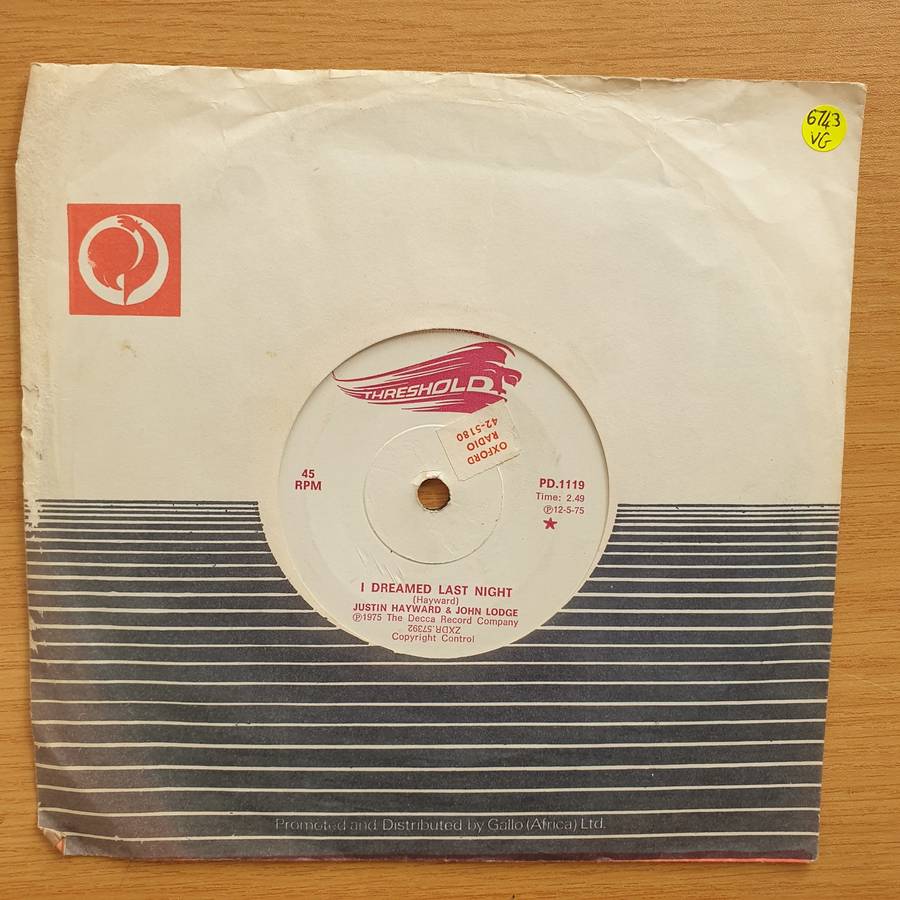 6743
VG
THRESHOLD
OXFORD
RADIO
42-5180
45
RPM
PD.1119
Time: 2.49
Ⓟ12-5-75
I DREAMED LAST NIGHT
(Hayward)
JUSTIN HAYWARD & JOHN LODGE
Ⓟ1975 The Decca Record Company
ZXDR.57392
Copyright Control
Promoted and Distributed by Gallo (Africa) Ltd.